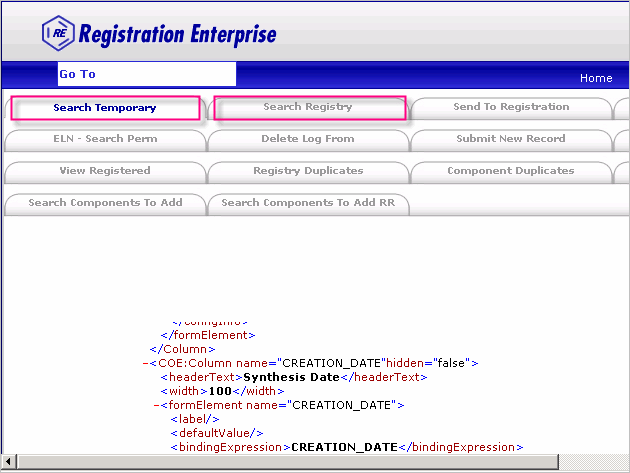 RE Registration Enterprise
Go To
Home
Search Temporary Search Registry Send To Registration
ELN - Search Perm Delete Log From Submit New Record
View Registered Registry Duplicates Component Duplicates
Search Components To Add Search Components To Add RR
</configInfo>
</formElement>
</Column>
−<COE:Column name="CREATION_DATE"hidden="false">
<headerText>Synthesis Date</headerText>
<width>100</width>
−<formElement name="CREATION_DATE">
<label/>
<defaultValue/>
<bindingExpression>CREATION_DATE</bindingExpression>